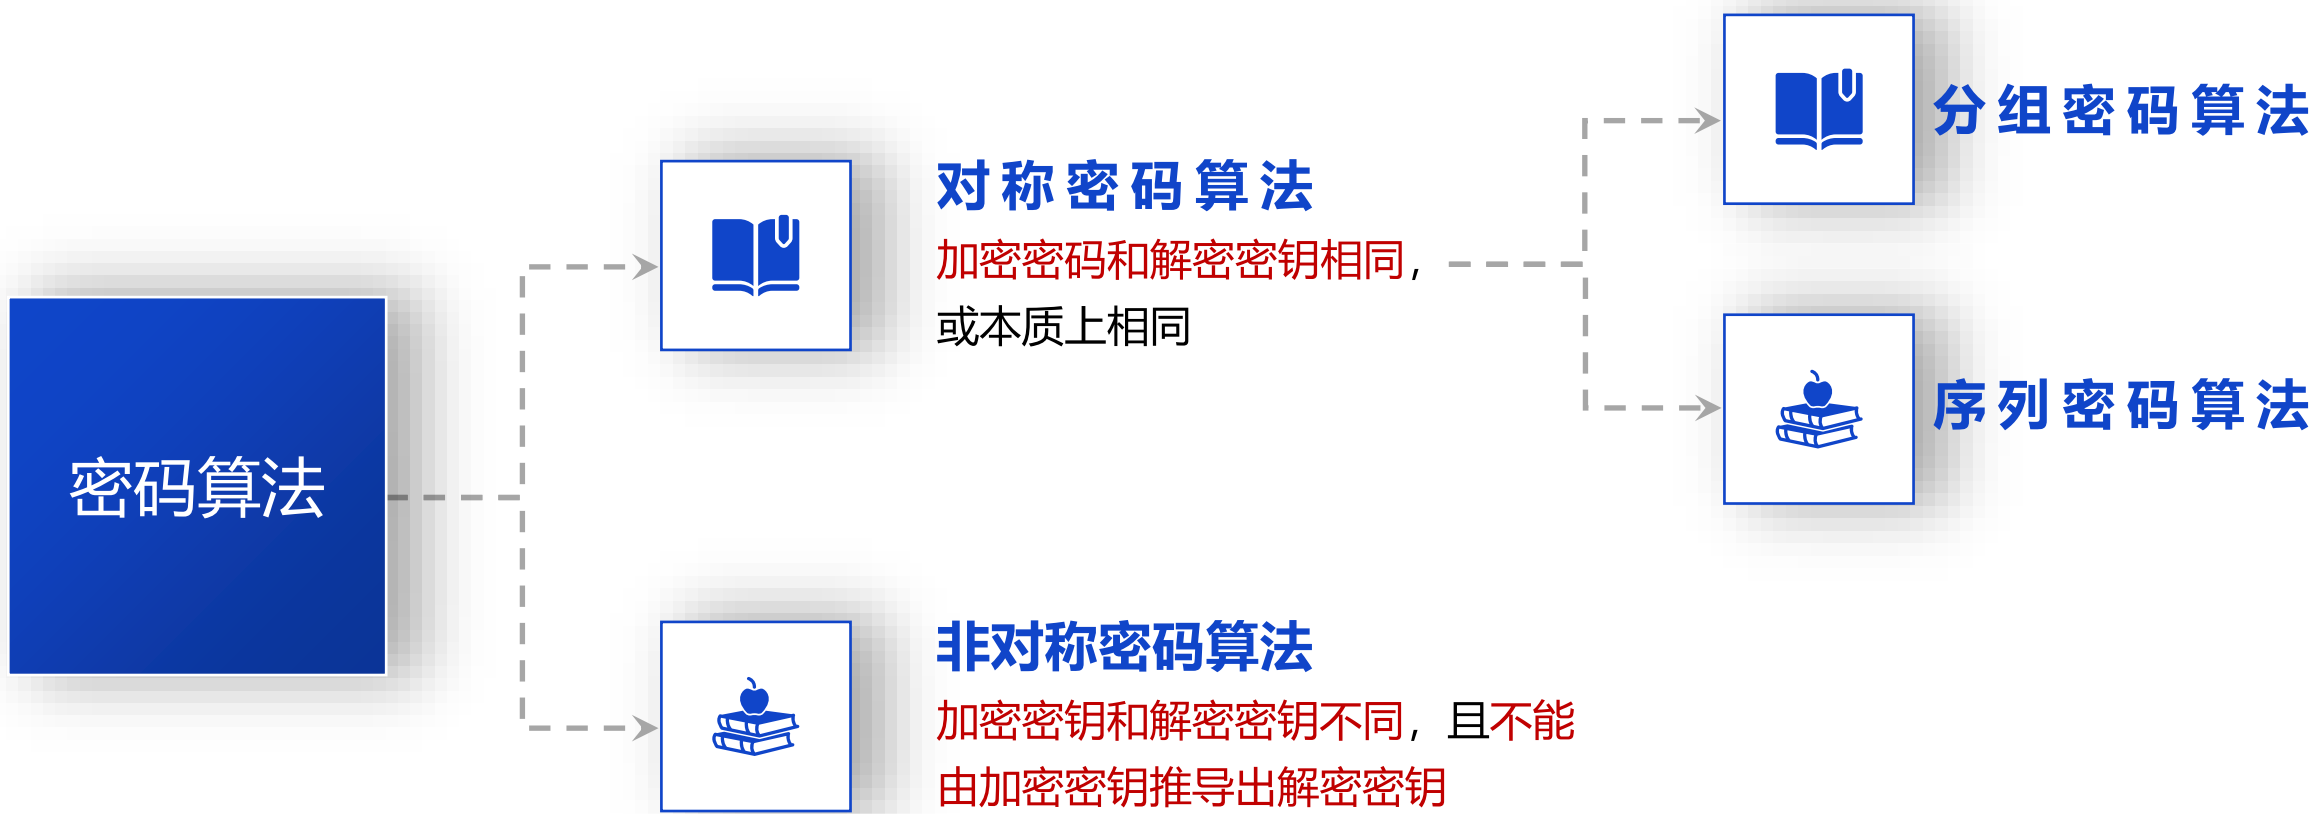 密码算法
对称密码算法
加密密码和解密密钥相同，
或本质上相同
非对称密码算法
加密密钥和解密密钥不同，且不能
由加密密钥推导出解密密钥
分组密码算法
序列密码算法